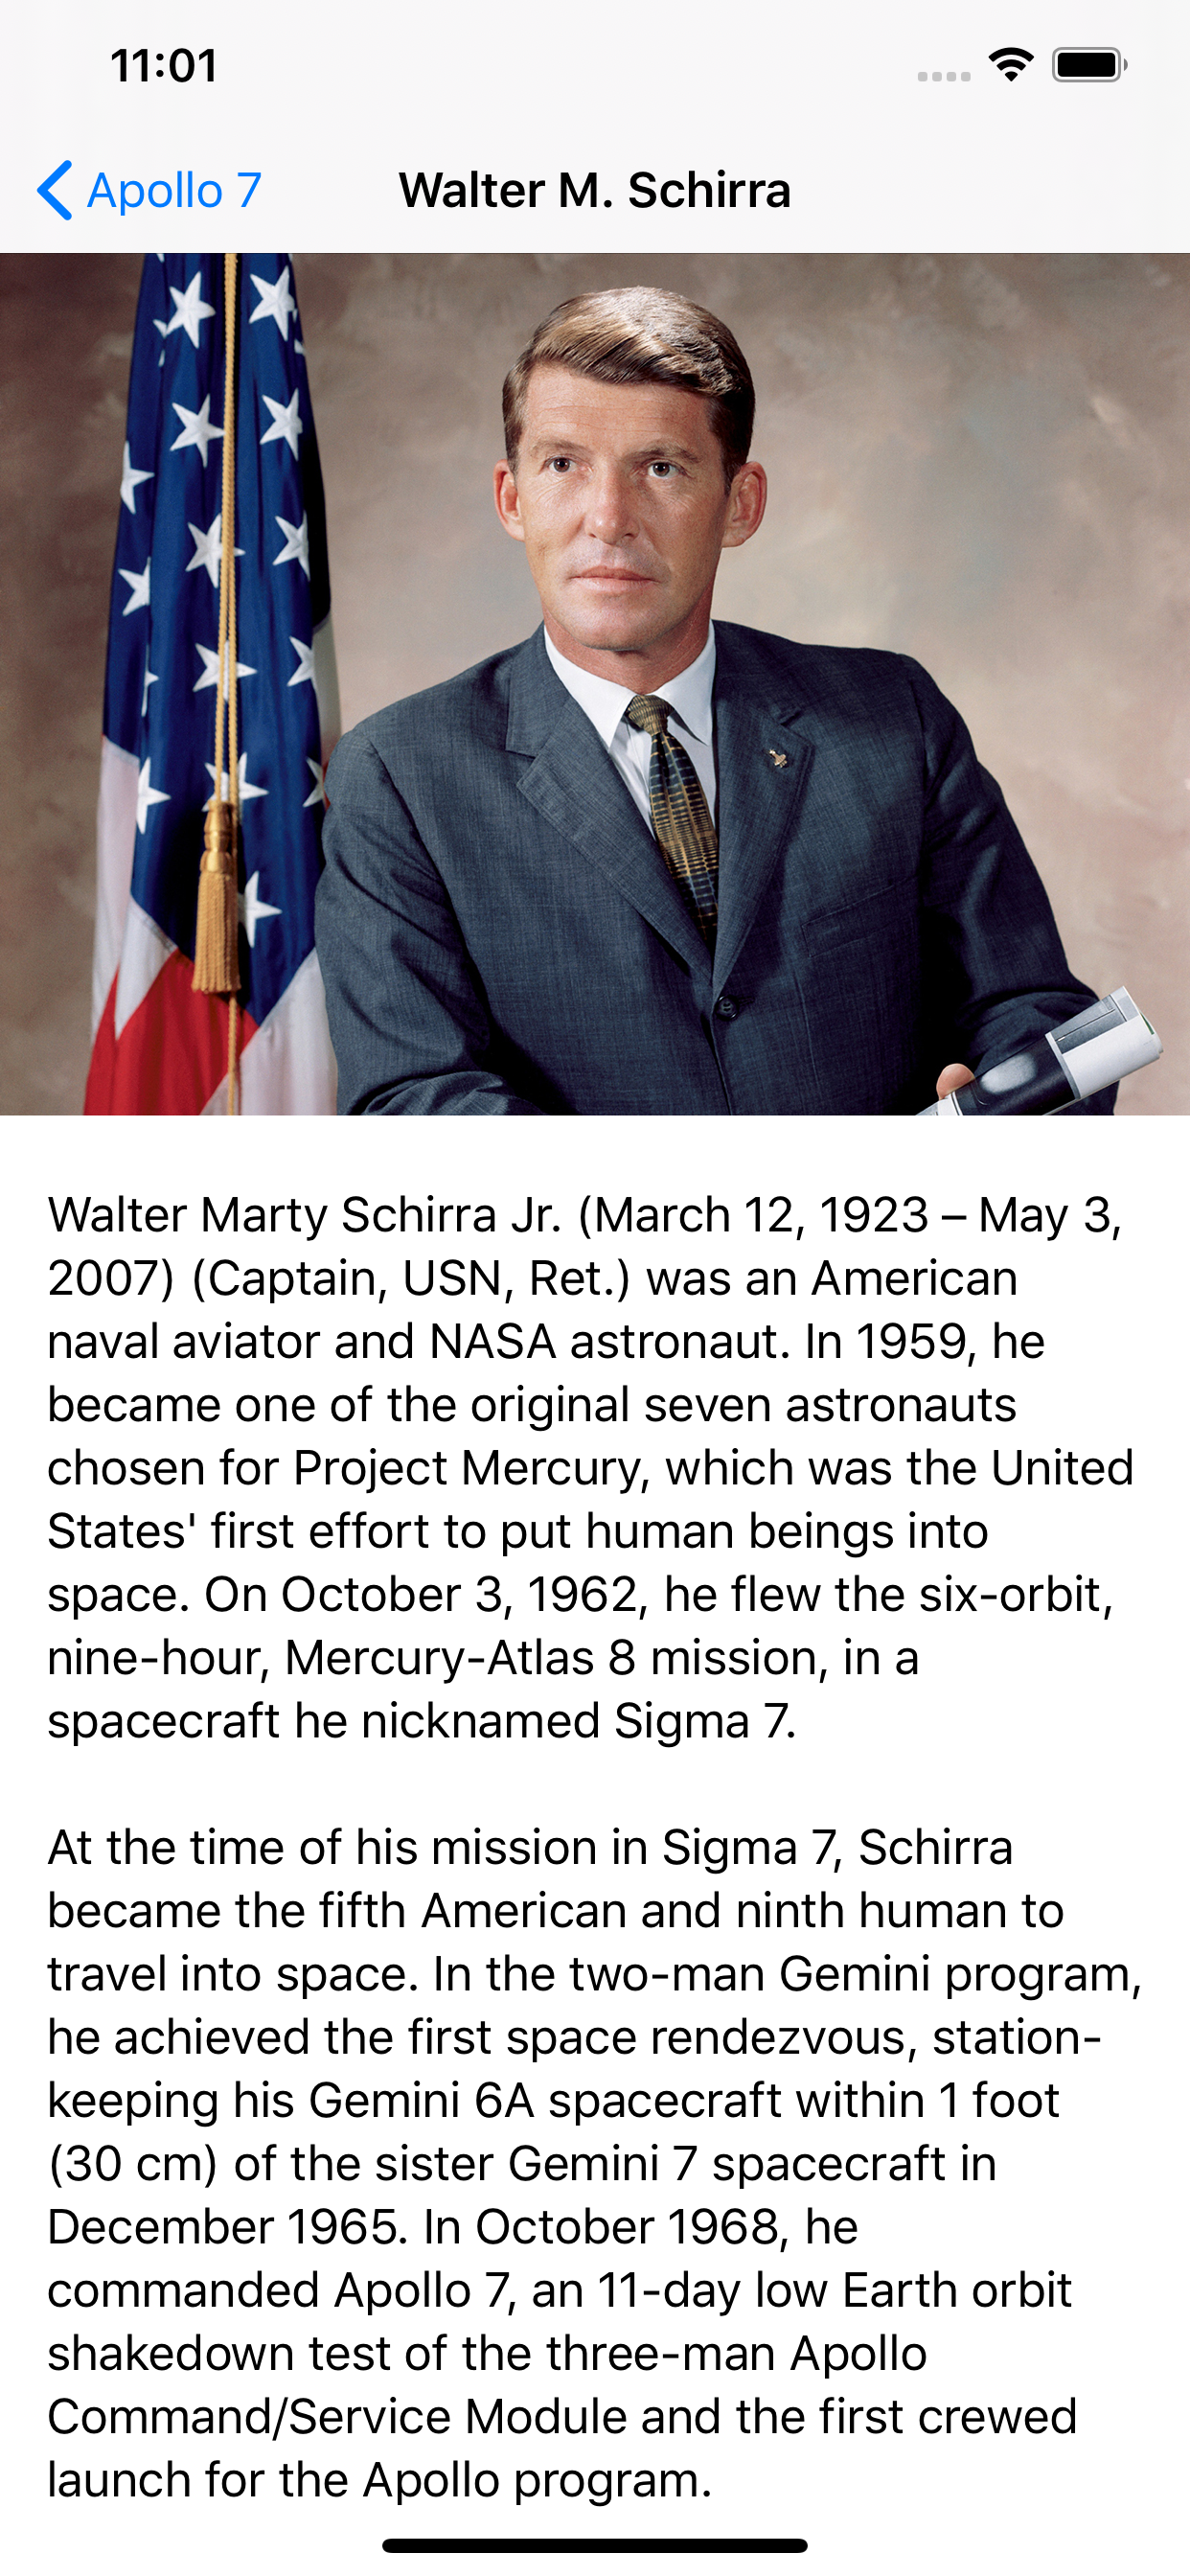 11:01
Apollo 7
Walter M. Schirra
Walter Marty Schirra Jr. (March 12, 1923 – May 3,
2007) (Captain, USN, Ret.) was an American
naval aviator and NASA astronaut. In 1959, he
became one of the original seven astronauts
chosen for Project Mercury, which was the United
States' first effort to put human beings into
space. On October 3, 1962, he flew the six-orbit,
nine-hour, Mercury-Atlas 8 mission, in a
spacecraft he nicknamed Sigma 7.
At the time of his mission in Sigma 7, Schirra
became the fifth American and ninth human to
travel into space. In the two-man Gemini program,
he achieved the first space rendezvous, station-
keeping his Gemini 6A spacecraft within 1 foot
(30 cm) of the sister Gemini 7 spacecraft in
December 1965. In October 1968, he
commanded Apollo 7, an 11-day low Earth orbit
shakedown test of the three-man Apollo
Command/Service Module and the first crewed
launch for the Apollo program.